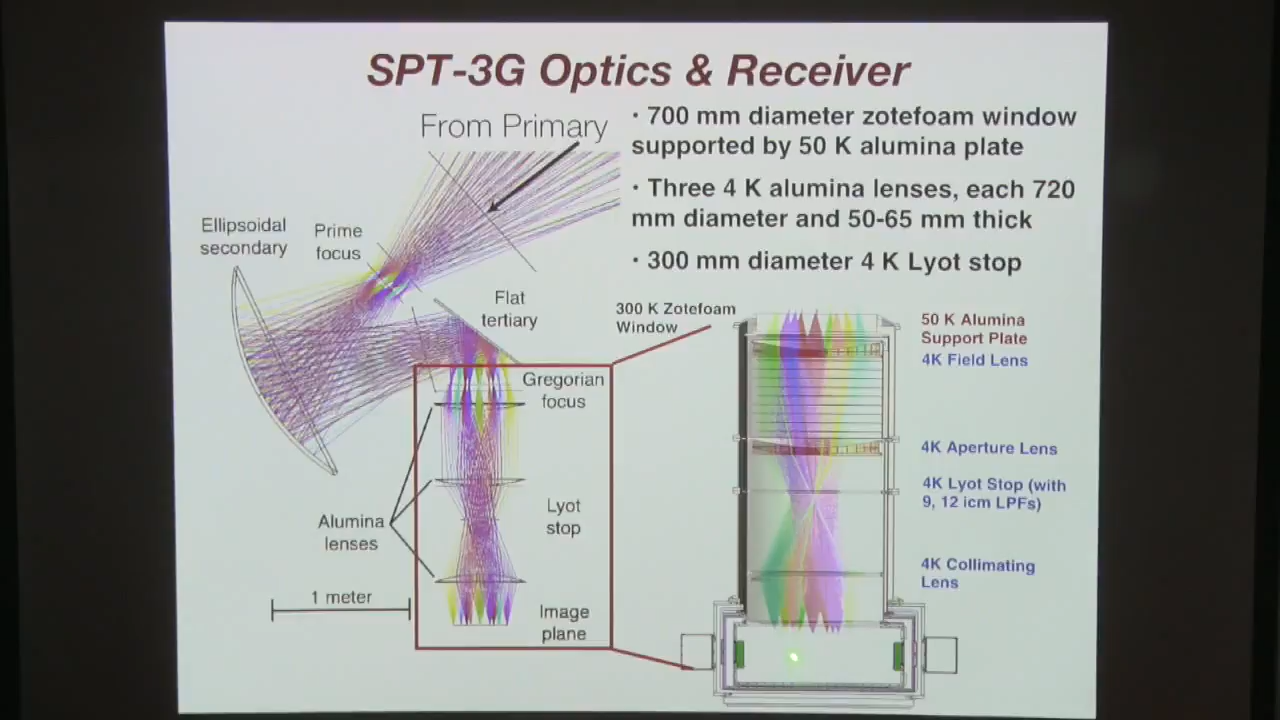 SPT-3G Optics & Receiver
From Primary
· 700 mm diameter zotefoam window
supported by 50 K alumina plate
· Three 4 K alumina lenses, each 720
mm diameter and 50-65 mm thick
· 300 mm diameter 4 K Lyot stop
Ellipsoidal
secondary
Prime
focus
Flat
tertiary
300 K Zotefoam
Window
50 K Alumina
Support Plate
4K Field Lens
Gregorian
focus
4K Aperture Lens
4K Lyot Stop (with
9, 12 icm LPFs)
Lyot
stop
Alumina
lenses
4K Collimating
Lens
1 meter
Image
plane